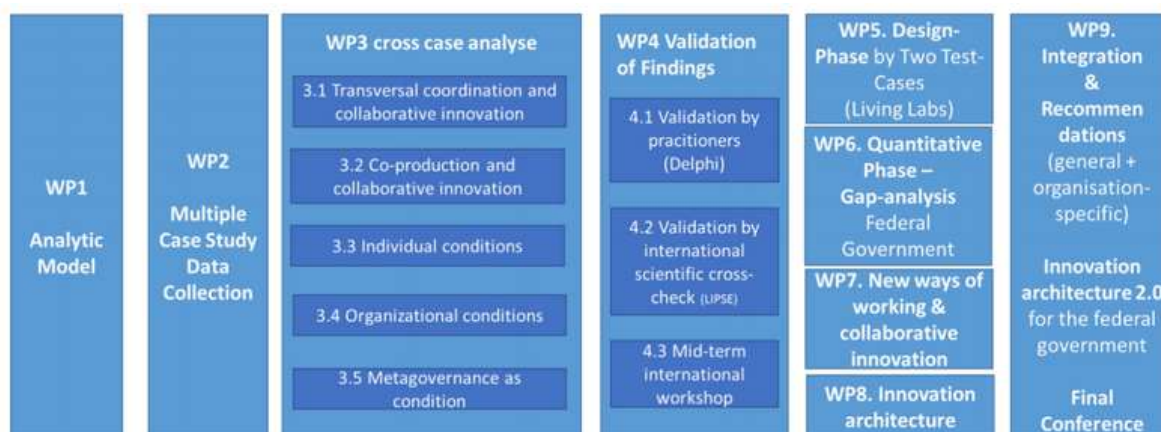 WP1
Analytic
Model
WP2
Multiple
Case Study
Data
Collection
WP3 cross case analyse
3.1 Transversal coordination and
collaborative innovation
3.2 Co-production and
collaborative innovation
3.3 Individual conditions
3.4 Organizational conditions
3.5 Metagovernance as
condition
WP4 Validation
of Findings
4.1 Validation by
pracitioners
(Delphi)
4.2 Validation by
international
scientific cross-
check (LIPSE)
4.3 Mid-term
international
workshop
WP5. Design-
Phase by Two Test-
Cases
(Living Labs)
WP6. Quantitative
Phase –
Gap-analysis
Federal
Government
WP7. New ways of
working &
collaborative
innovation
WP8. Innovation
architecture
WP9.
Integration
&
Recommen
dations
(general +
organisation-
specific)
Innovation
architecture 2.0
for the federal
government
Final
Conference